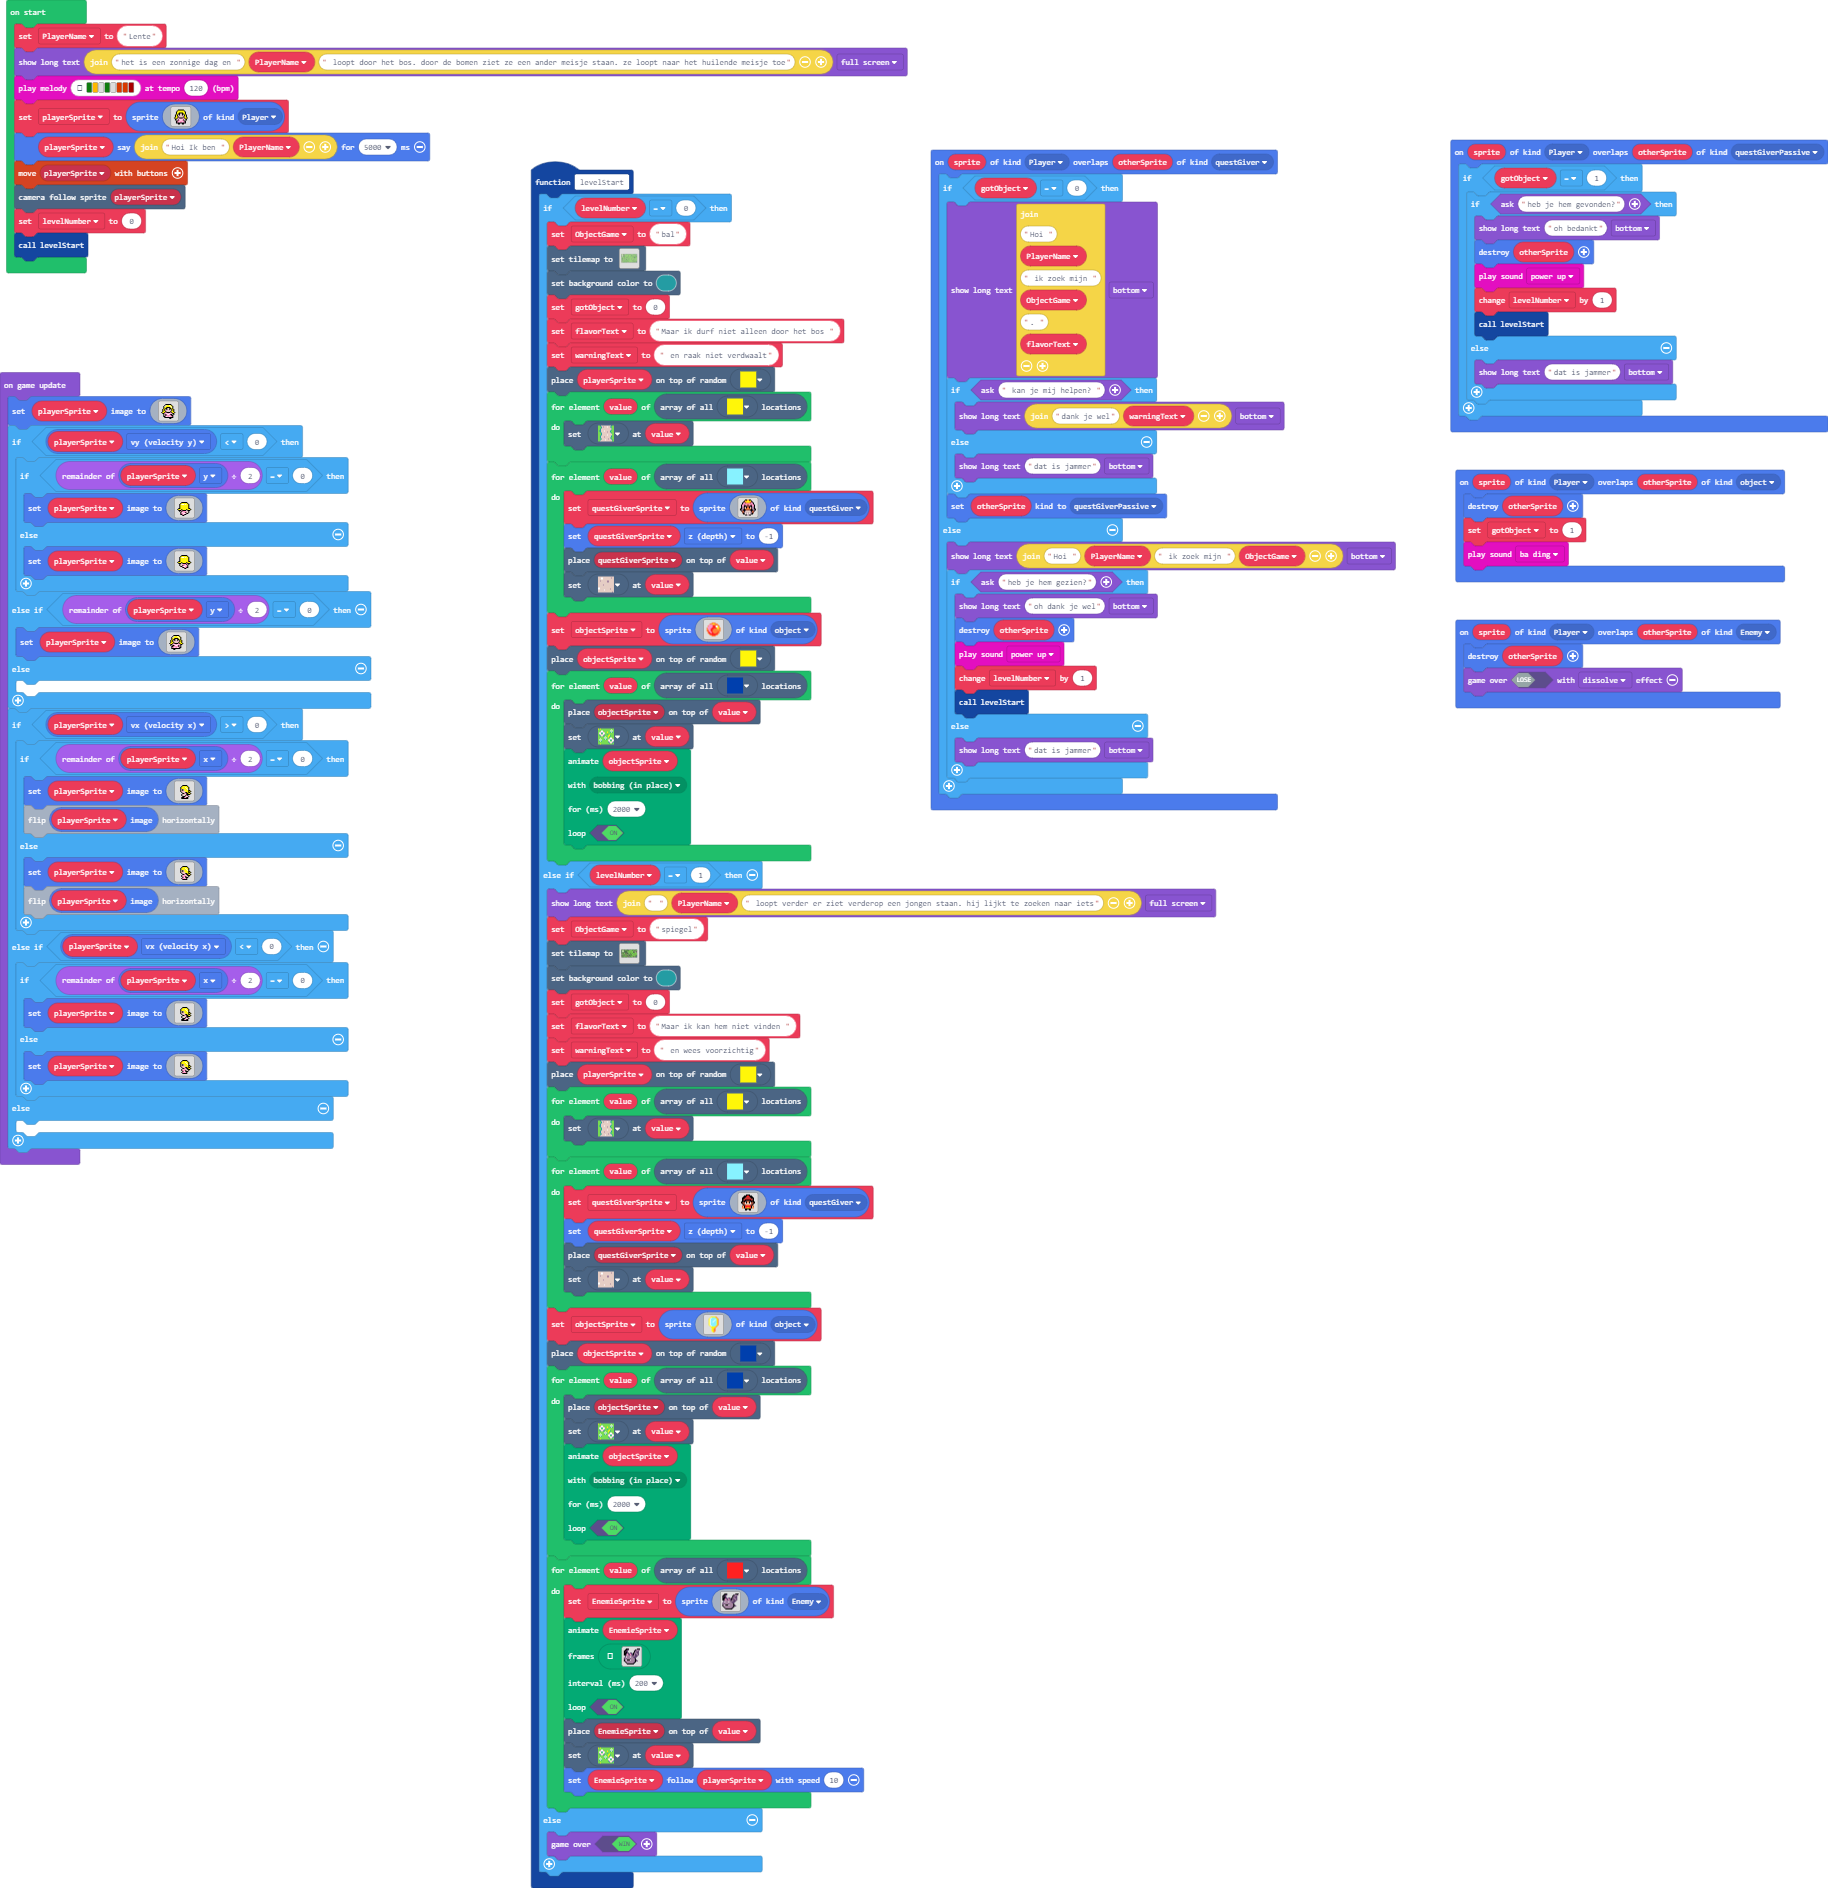 on start
set PlayerName to "Lente"
show long text join "het is een zonnige dag en " PlayerName " loopt door het bos. door de bomen ziet ze een ander meisje staan. ze loopt naar het huilende meisje toe" full screen
play melody at tempo 120 (bpm)
set playerSprite to sprite of kind Player
playerSprite say join "Hoi Ik ben " PlayerName for 5000 ms
move playerSprite with buttons
camera follow sprite playerSprite
set levelNumber to 0
call levelStart
on game update
set playerSprite image to
if playerSprite vy (velocity y) < 0 then
if remainder of playerSprite y ÷ 2 = 0 then
set playerSprite image to
else
set playerSprite image to
else if remainder of playerSprite y ÷ 2 = 0 then
set playerSprite image to
else
if playerSprite vx (velocity x) > 0 then
if remainder of playerSprite x ÷ 2 = 0 then
set playerSprite image to
flip playerSprite image horizontally
else
set playerSprite image to
flip playerSprite image horizontally
else if playerSprite vx (velocity x) < 0 then
if remainder of playerSprite x ÷ 2 = 0 then
set playerSprite image to
else
set playerSprite image to
else
function levelStart
if levelNumber = 0 then
set ObjectGame to "bal"
set tilemap to
set background color to
set gotObject to 0
set flavorText to "Maar ik durf niet alleen door het bos "
set warningText to " en raak niet verdwaalt"
place playerSprite on top of random
for element value of array of all locations
do set at value
for element value of array of all locations
do set questGiverSprite to sprite of kind questGiver
set questGiverSprite z (depth) to -1
place questGiverSprite on top of value
set at value
set objectSprite to sprite of kind object
place objectSprite on top of random
for element value of array of all locations
do place objectSprite on top of value
set at value
animate objectSprite
with bobbing (in place)
for (ms) 2000
loop ON
else if levelNumber = 1 then
show long text join " " PlayerName " loopt verder er ziet verderop een jongen staan. hij lijkt te zoeken naar iets" full screen
set ObjectGame to "spiegel"
set tilemap to
set background color to
set gotObject to 0
set flavorText to "Maar ik kan hem niet vinden "
set warningText to " en wees voorzichtig"
place playerSprite on top of random
for element value of array of all locations
do set at value
for element value of array of all locations
do set questGiverSprite to sprite of kind questGiver
set questGiverSprite z (depth) to -1
place questGiverSprite on top of value
set at value
set objectSprite to sprite of kind object
place objectSprite on top of random
for element value of array of all locations
do place objectSprite on top of value
set at value
animate objectSprite
with bobbing (in place)
for (ms) 2000
loop ON
for element value of array of all locations
do set EnemieSprite to sprite of kind Enemy
animate EnemieSprite
frames
interval (ms) 200
loop ON
place EnemieSprite on top of value
set at value
set EnemieSprite follow playerSprite with speed 10
else
game over WIN
on sprite of kind Player overlaps otherSprite of kind questGiver
if gotObject = 0 then
join
"Hoi "
PlayerName
" ik zoek mijn "
show long text ObjectGame bottom
". "
flavorText
if ask " kan je mij helpen? " then
show long text join "dank je wel" warningText bottom
else
show long text "dat is jammer" bottom
set otherSprite kind to questGiverPassive
else
show long text join "Hoi " PlayerName " ik zoek mijn " ObjectGame bottom
if ask "heb je hem gezien?" then
show long text "oh dank je wel" bottom
destroy otherSprite
play sound power up
change levelNumber by 1
call levelStart
else
show long text "dat is jammer" bottom
on sprite of kind Player overlaps otherSprite of kind questGiverPassive
if gotObject = 1 then
if ask "heb je hem gevonden?" then
show long text "oh bedankt" bottom
destroy otherSprite
play sound power up
change levelNumber by 1
call levelStart
else
show long text "dat is jammer" bottom
on sprite of kind Player overlaps otherSprite of kind object
destroy otherSprite
set gotObject to 1
play sound ba ding
on sprite of kind Player overlaps otherSprite of kind Enemy
destroy otherSprite
game over LOSE with dissolve effect